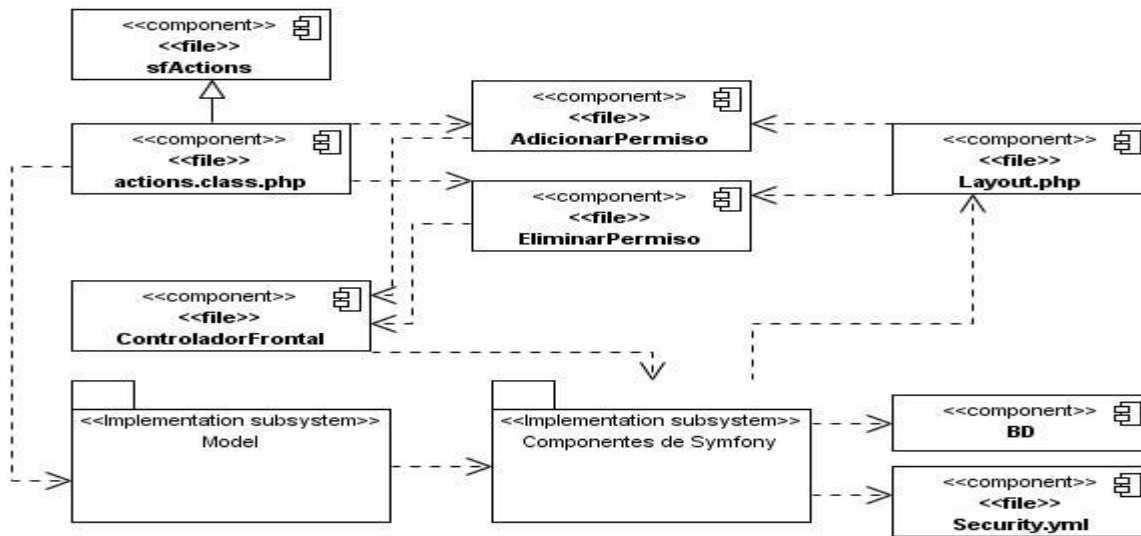 <<component>>
<<file>>
sfActions
<<component>>
<<file>>
actions.class.php
<<component>>
<<file>>
AdicionarPermiso
<<component>>
<<file>>
Layout.php
<<component>>
<<file>>
EliminarPermiso
<<component>>
<<file>>
ControladorFrontal
<<Implementation subsystem>>
Model
<<Implementation subsystem>>
Componentes de Symfony
<<component>>
BD
<<component>>
<<file>>
Security.yml